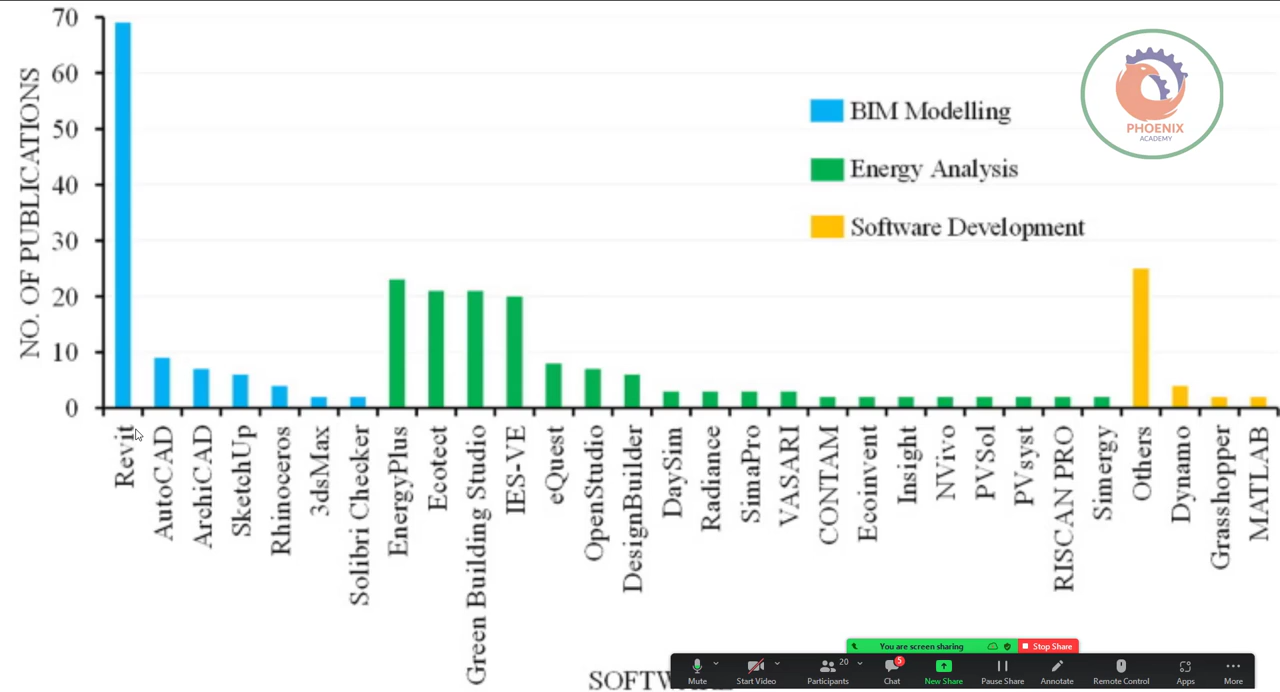 70
60
50
40
30
20
10
0
NO. OF PUBLICATIONS
BIM Modelling
Energy Analysis
Software Development
PHOENIX
ACADEMY
Revit
AutoCAD
ArchiCAD
SketchUp
Rhinoceros
3dsMax
Solibri Checker
EnergyPlus
Ecotect
Green Building Studio
IES-VE
eQuest
OpenStudio
DesignBuilder
DaySim
Radiance
SimaPro
VASARI
CONTAM
Ecoinvent
Insight
NVivo
PVSol
PVsyst
RISCAN PRO
Simergy
Others
Dynamo
Grasshopper
MATLAB
You are screen sharing
Stop Share
20
5
Mute
Start Video
Participants
Chat
New Share
Pause Share
Annotate
Remote Control
Apps
More